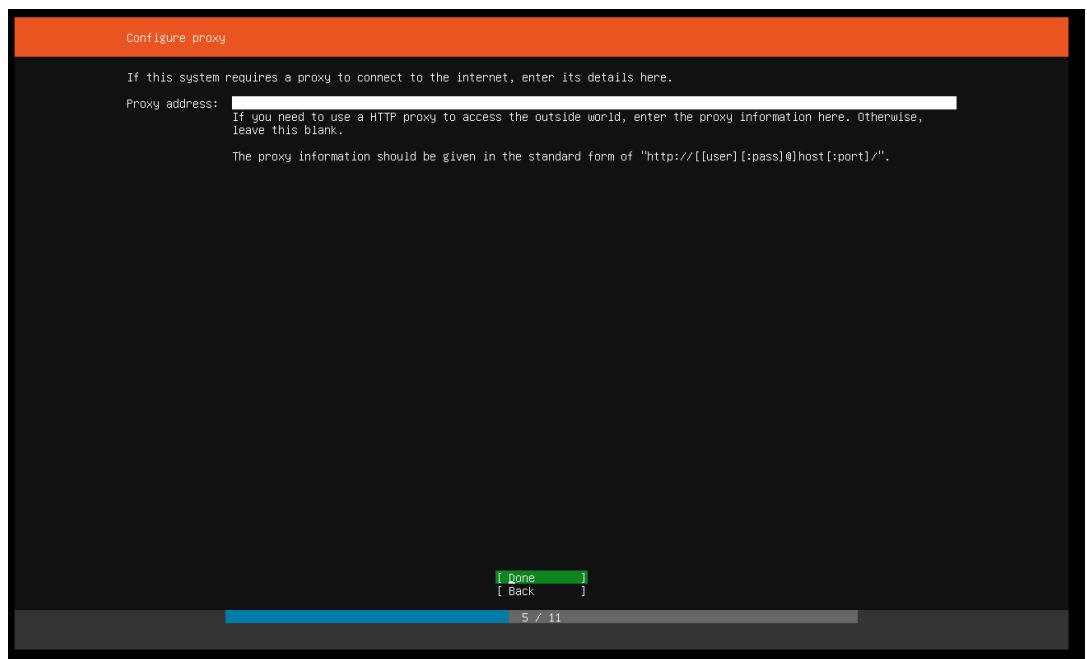 Configure proxy
If this system requires a proxy to connect to the internet, enter its details here.
Proxy address:
If you need to use a HTTP proxy to access the outside world, enter the proxy information here. Otherwise,
leave this blank.
The proxy information should be given in the standard form of "http://[[user][:pass]@]host[:port]/".
[ Done ]
[ Back ]
5 / 11